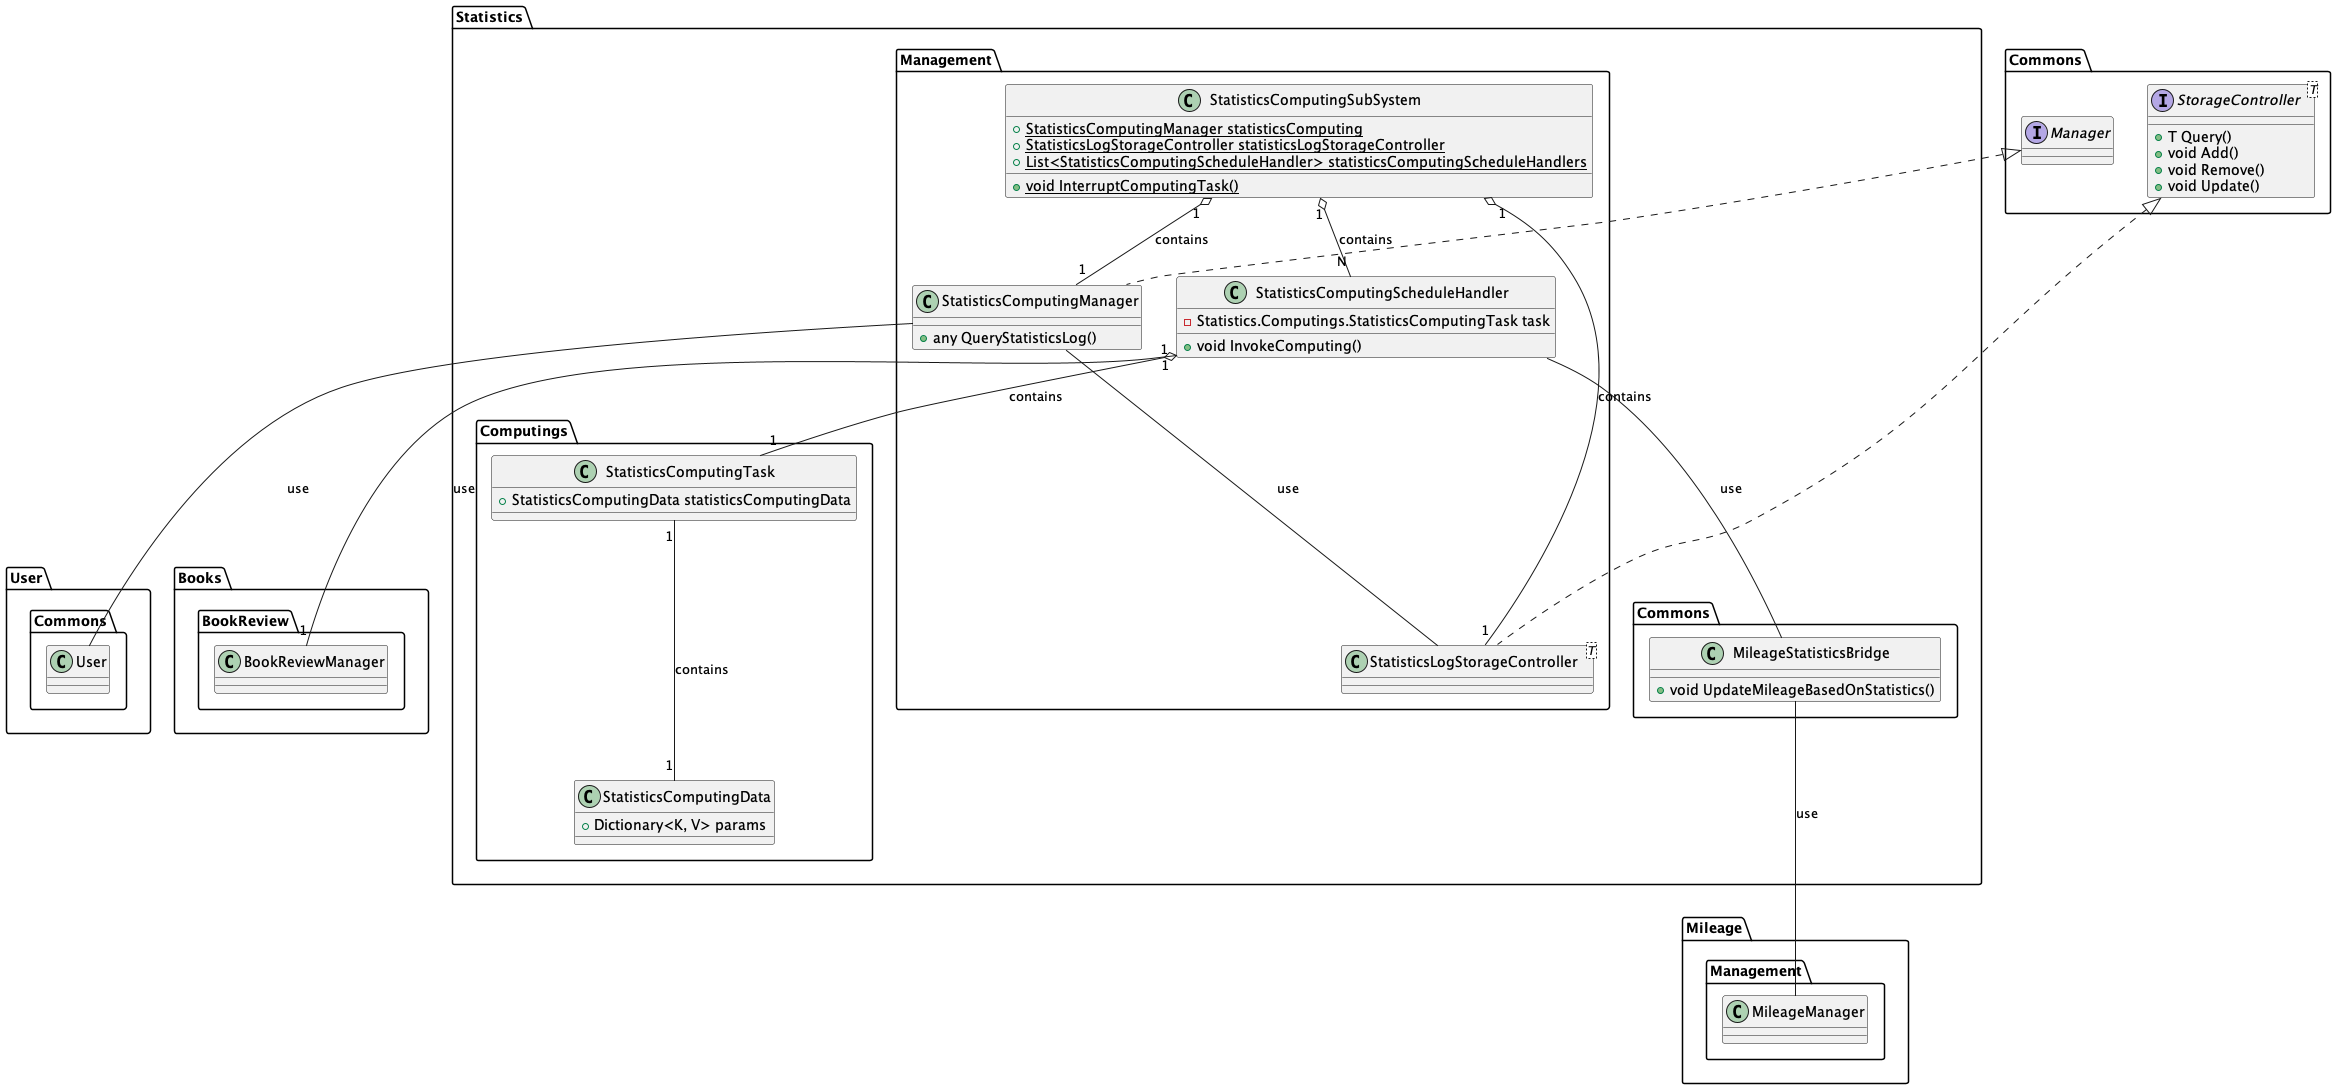 Statistics
Management
Commons
C StatisticsComputingSubSystem
StatisticsComputingManager statisticsComputing
StatisticsLogStorageController statisticsLogStorageController
List<StatisticsComputingScheduleHandler> statisticsComputingScheduleHandlers
void InterruptComputingTask()
I Manager
I StorageController T
T Query()
void Add()
void Remove()
void Update()
1
1
1
contains
contains
1
N
C StatisticsComputingManager
any QueryStatisticsLog()
C StatisticsComputingScheduleHandler
Statistics.Computings.StatisticsComputingTask task
void InvokeComputing()
1
1
contains
contains
Computings
1
C StatisticsComputingTask
StatisticsComputingData statisticsComputingData
use
use
use
use
1
User
Commons
C User
Books
BookReview
1
C BookReviewManager
1
C StatisticsLogStorageController T
Commons
C MileageStatisticsBridge
void UpdateMileageBasedOnStatistics()
contains
1
C StatisticsComputingData
Dictionary<K, V> params
use
Mileage
Management
C MileageManager